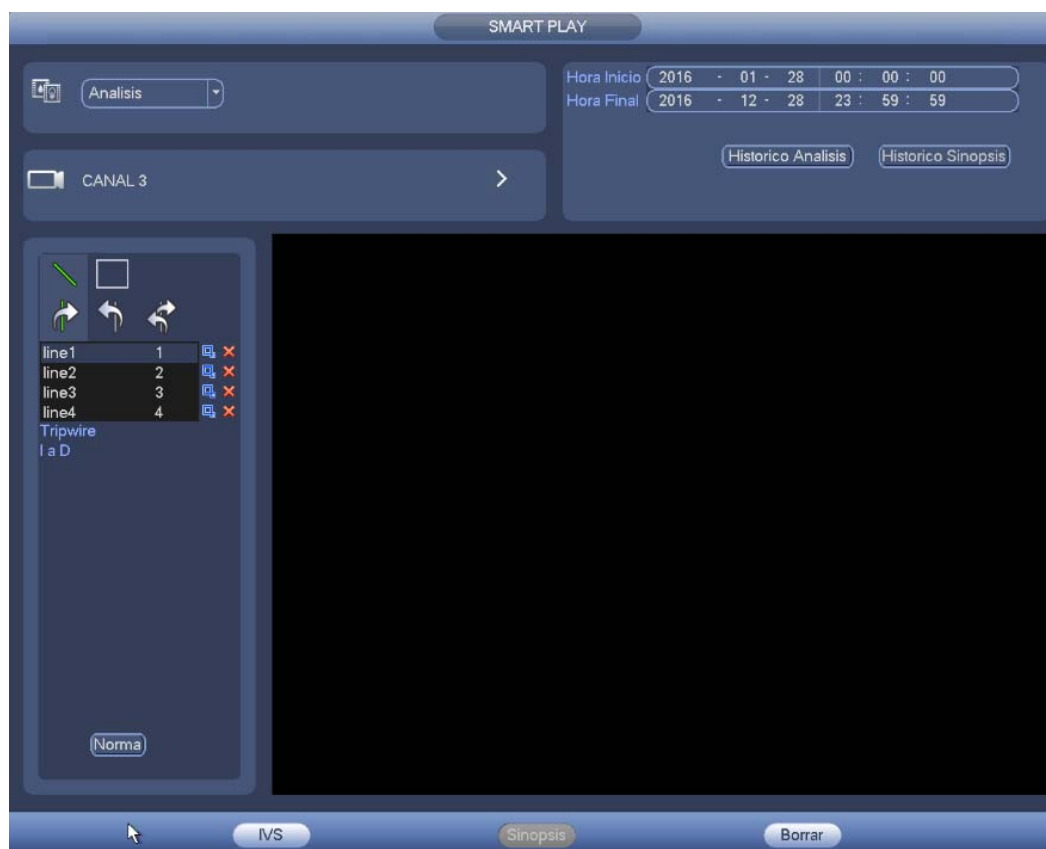 SMART PLAY
Analisis
Hora Inicio 2016 - 01 - 28 00 : 00 : 00
Hora Final 2016 - 12 - 28 23 : 59 : 59
Historico Analisis Historico Sinopsis
CANAL 3
line1 1
line2 2
line3 3
line4 4
Tripwire
I a D
Norma
IVS Sinopsis Borrar